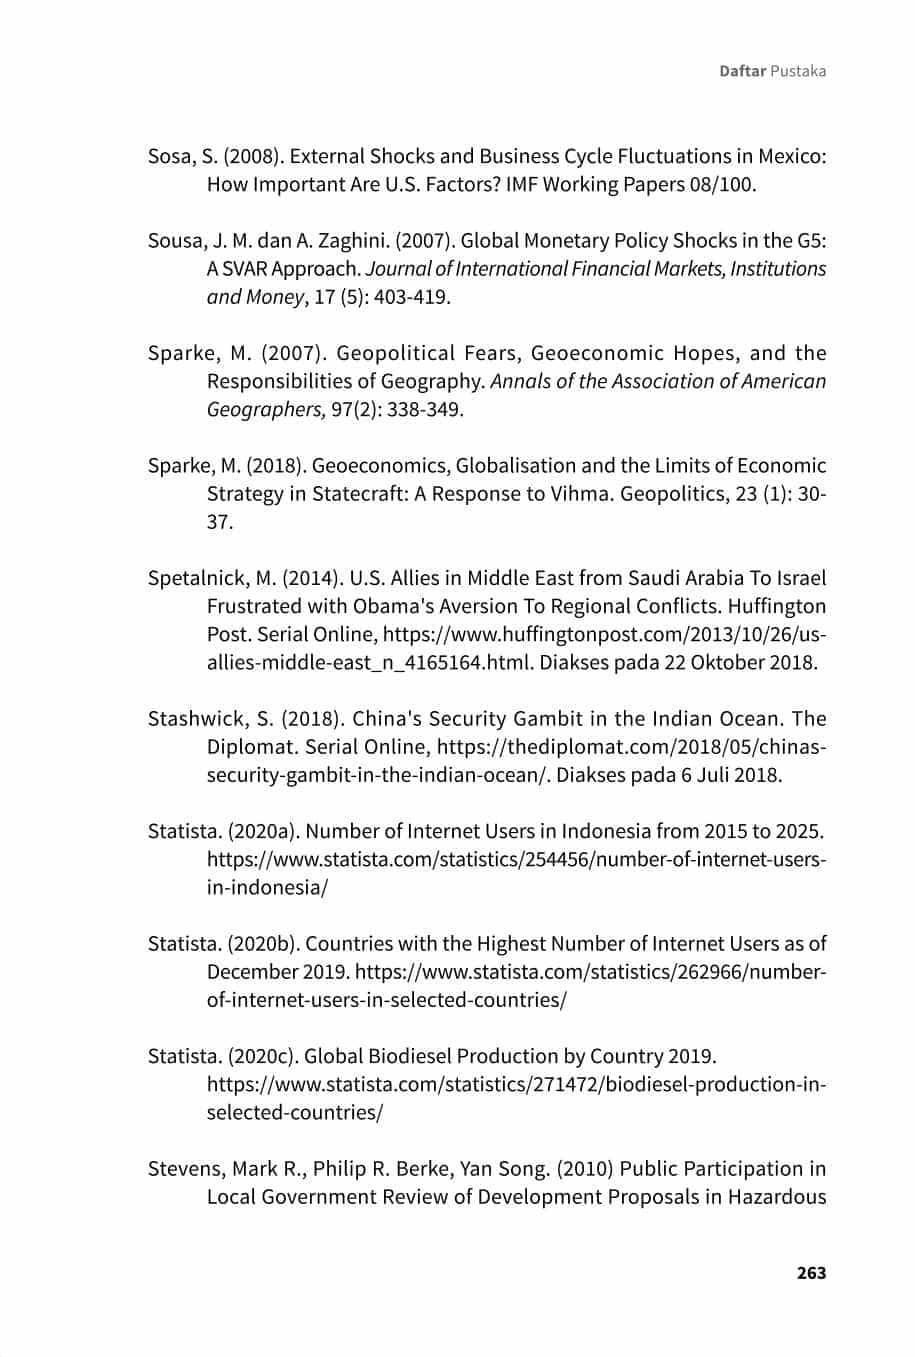 Daftar Pustaka
Sosa, S. (2008). External Shocks and Business Cycle Fluctuations in Mexico:
How Important Are U.S. Factors? IMF Working Papers 08/100.
Sousa, J. M. dan A. Zaghini. (2007). Global Monetary Policy Shocks in the G5:
A SVAR Approach. Journal of International Financial Markets, Institutions
and Money, 17 (5): 403-419.
Sparke, M. (2007). Geopolitical Fears, Geoeconomic Hopes, and the
Responsibilities of Geography. Annals of the Association of American
Geographers, 97(2): 338-349.
Sparke, M. (2018). Geoeconomics, Globalisation and the Limits of Economic
Strategy in Statecraft: A Response to Vihma. Geopolitics, 23 (1): 30-
37.
Spetalnick, M. (2014). U.S. Allies in Middle East from Saudi Arabia To Israel
Frustrated with Obama's Aversion To Regional Conflicts. Huffington
Post. Serial Online, https://www.huffingtonpost.com/2013/10/26/us-
allies-middle-east_n_4165164.html. Diakses pada 22 Oktober 2018.
Stashwick, S. (2018). China's Security Gambit in the Indian Ocean. The
Diplomat. Serial Online, https://thediplomat.com/2018/05/chinas-
security-gambit-in-the-indian-ocean/. Diakses pada 6 Juli 2018.
Statista. (2020a). Number of Internet Users in Indonesia from 2015 to 2025.
https://www.statista.com/statistics/254456/number-of-internet-users-
in-indonesia/
Statista. (2020b). Countries with the Highest Number of Internet Users as of
December 2019. https://www.statista.com/statistics/262966/number-
of-internet-users-in-selected-countries/
Statista. (2020c). Global Biodiesel Production by Country 2019.
https://www.statista.com/statistics/271472/biodiesel-production-in-
selected-countries/
Stevens, Mark R., Philip R. Berke, Yan Song. (2010) Public Participation in
Local Government Review of Development Proposals in Hazardous
263